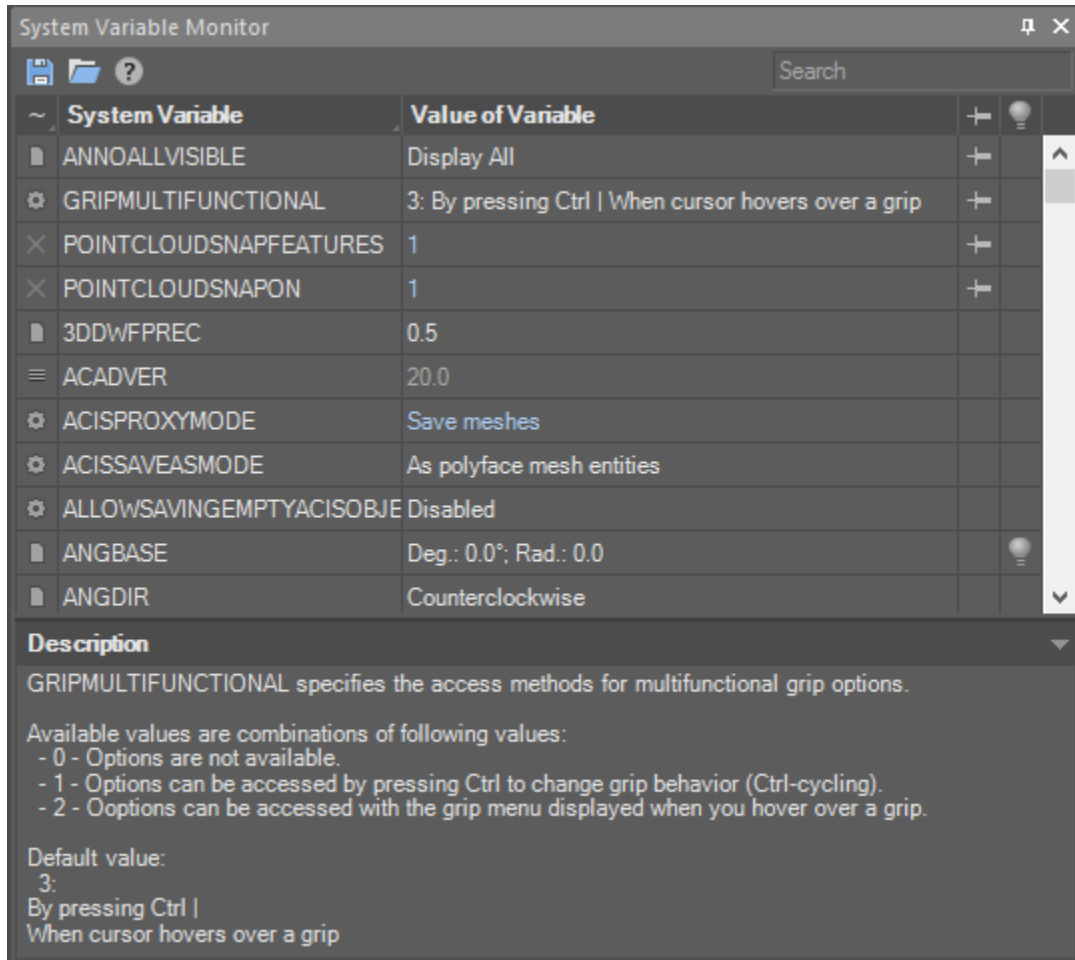 System Variable Monitor
Search
~ System Variable Value of Variable
ANNOALLVISIBLE Display All
GRIPMULTIFUNCTIONAL 3: By pressing Ctrl | When cursor hovers over a grip
POINTCLOUDSNAPFEATURES 1
POINTCLOUDSNAPON 1
3DDWFPREC 0.5
ACADVER 20.0
ACISPROXYMODE Save meshes
ACISSAVEASMODE As polyface mesh entities
ALLOWSAVINGEMPTYACISOBJE Disabled
ANGBASE Deg.: 0.0°; Rad.: 0.0
ANGDIR Counterclockwise
Description
GRIPMULTIFUNCTIONAL specifies the access methods for multifunctional grip options.
Available values are combinations of following values:
- 0 - Options are not available.
- 1 - Options can be accessed by pressing Ctrl to change grip behavior (Ctrl-cycling).
- 2 - Ooptions can be accessed with the grip menu displayed when you hover over a grip.
Default value:
3:
By pressing Ctrl |
When cursor hovers over a grip